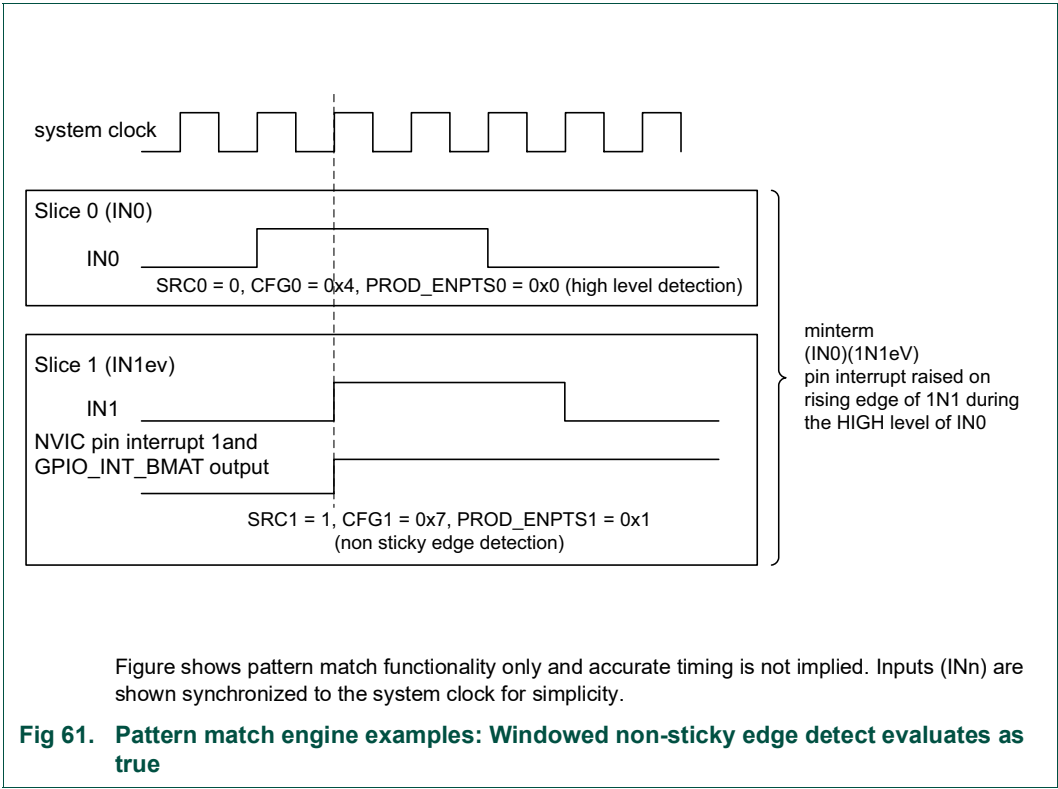 system clock
Slice 0 (IN0)
IN0
SRC0 = 0, CFG0 = 0x4, PROD_ENPTS0 = 0x0 (high level detection)
Slice 1 (IN1ev)
IN1
NVIC pin interrupt 1and
GPIO_INT_BMAT output
SRC1 = 1, CFG1 = 0x7, PROD_ENPTS1 = 0x1
(non sticky edge detection)
minterm
(IN0)(1N1eV)
pin interrupt raised on
rising edge of 1N1 during
the HIGH level of IN0
Figure shows pattern match functionality only and accurate timing is not implied. Inputs (INn) are
shown synchronized to the system clock for simplicity.
Fig 61. Pattern match engine examples: Windowed non-sticky edge detect evaluates as
true